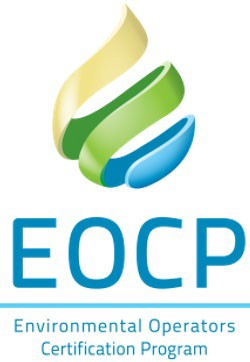 EOCP
Environmental Operators
Certification Program